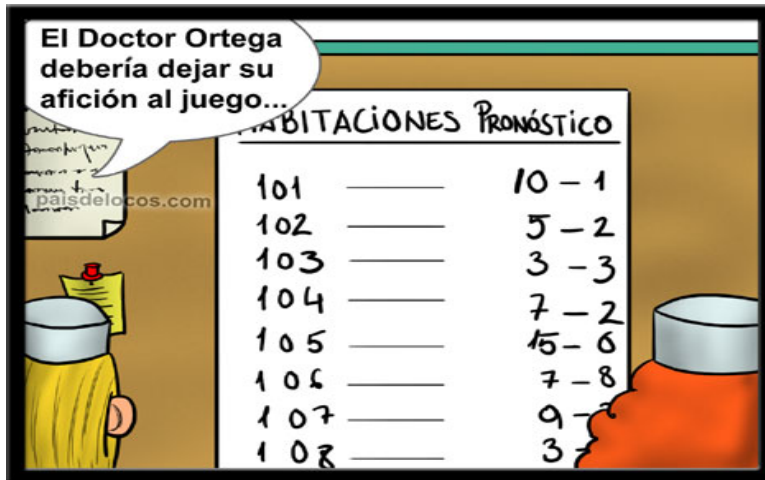 El Doctor Ortega
debería dejar su
afición al juego...
HABITACIONES PRONÓSTICO
101 10 - 1
102 5 - 2
103 3 - 3
104 7 - 2
105 15 - 6
106 7 - 8
107 9 -
108 3
paisdelocos.com